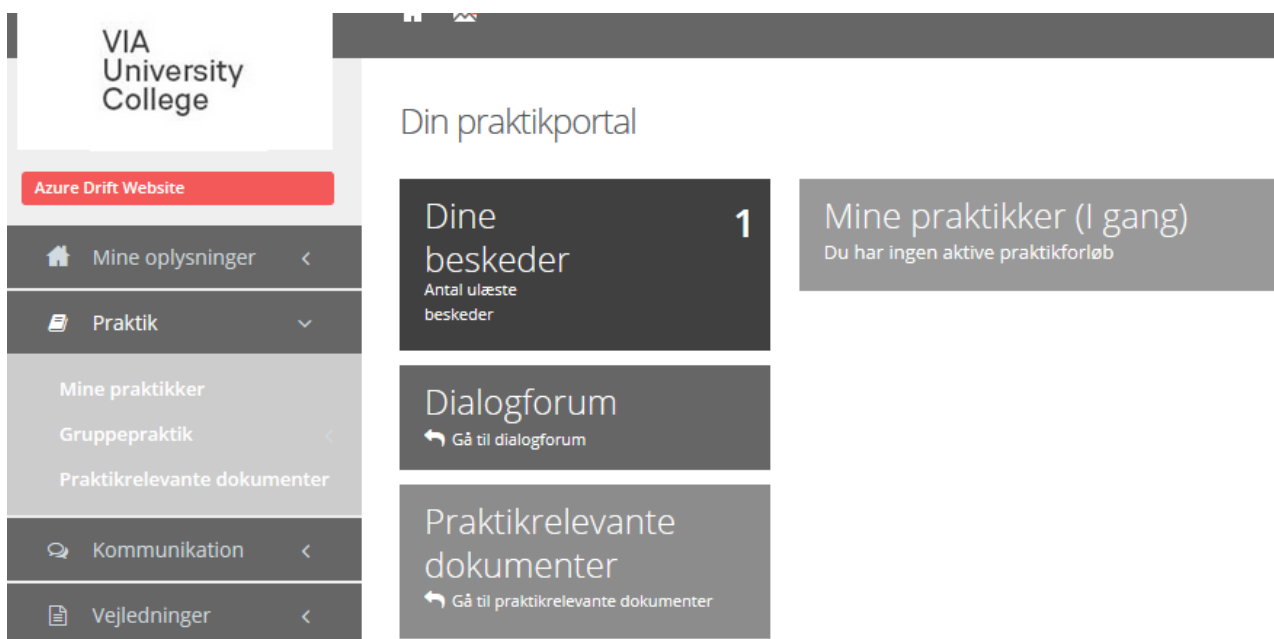 VIA
University
College
Azure Drift Website
Mine oplysninger
Praktik
Mine praktikker
Gruppepraktik
Praktikrelevante dokumenter
Kommunikation
Vejledninger
Din praktikportal
Dine
beskeder
1
Antal ulæste
beskeder
Dialogforum
Gå til dialogforum
Praktikrelevante
dokumenter
Gå til praktikrelevante dokumenter
Mine praktikker (I gang)
Du har ingen aktive praktikforløb